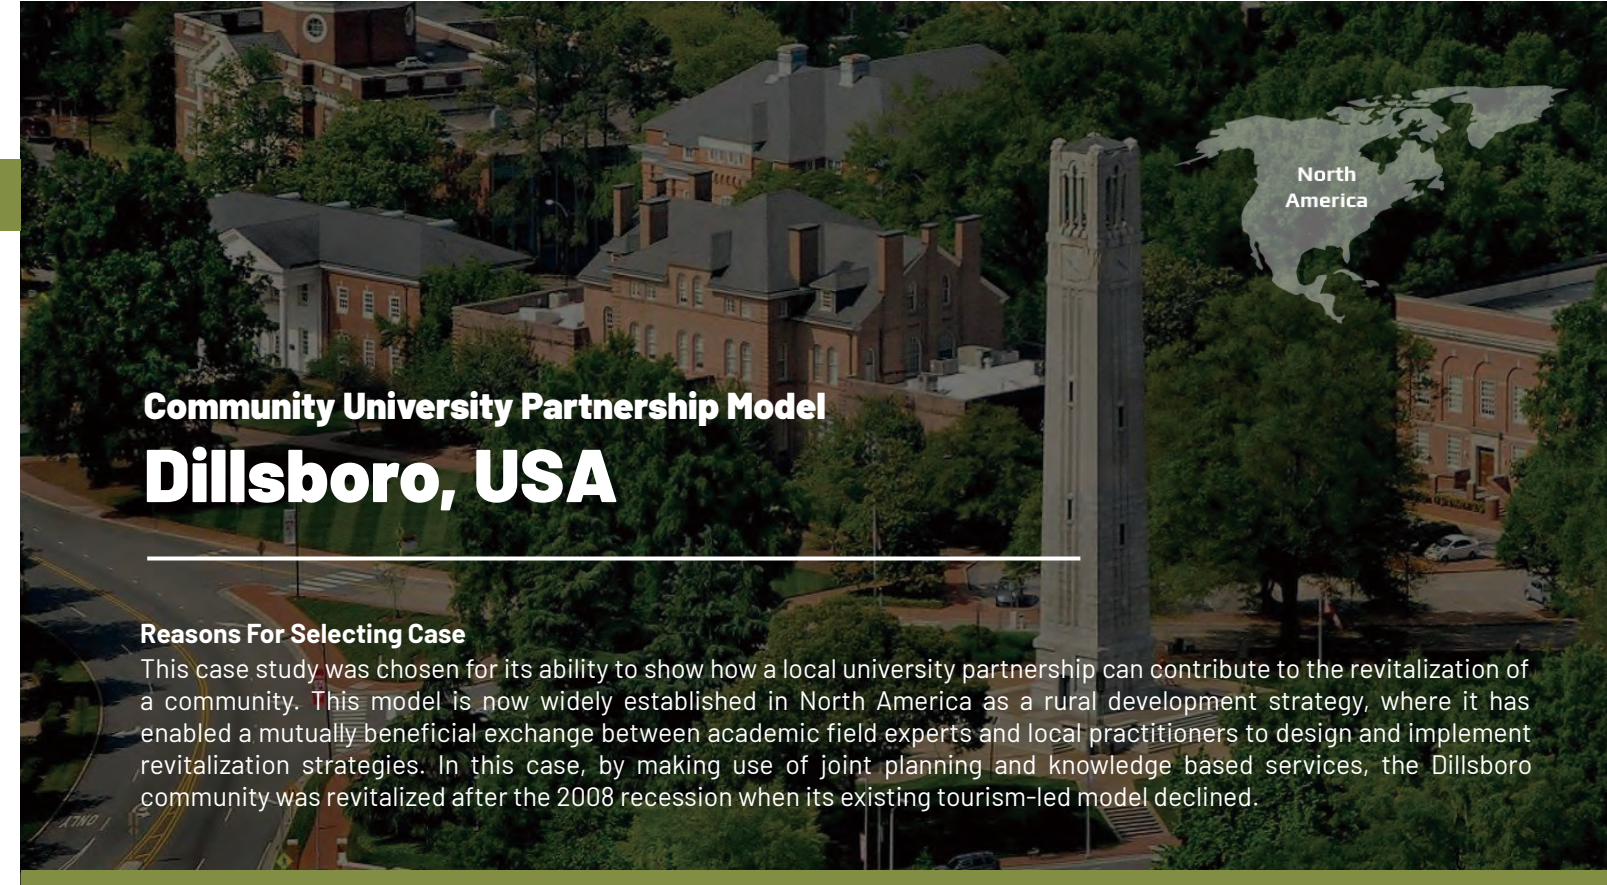 North
America
Community University Partnership Model
Dillsboro, USA
Reasons For Selecting Case
This case study was chosen for its ability to show how a local university partnership can contribute to the revitalization of
a community. This model is now widely established in North America as a rural development strategy, where it has
enabled a mutually beneficial exchange between academic field experts and local practitioners to design and implement
revitalization strategies. In this case, by making use of joint planning and knowledge based services, the Dillsboro
community was revitalized after the 2008 recession when its existing tourism-led model declined.
ONLY